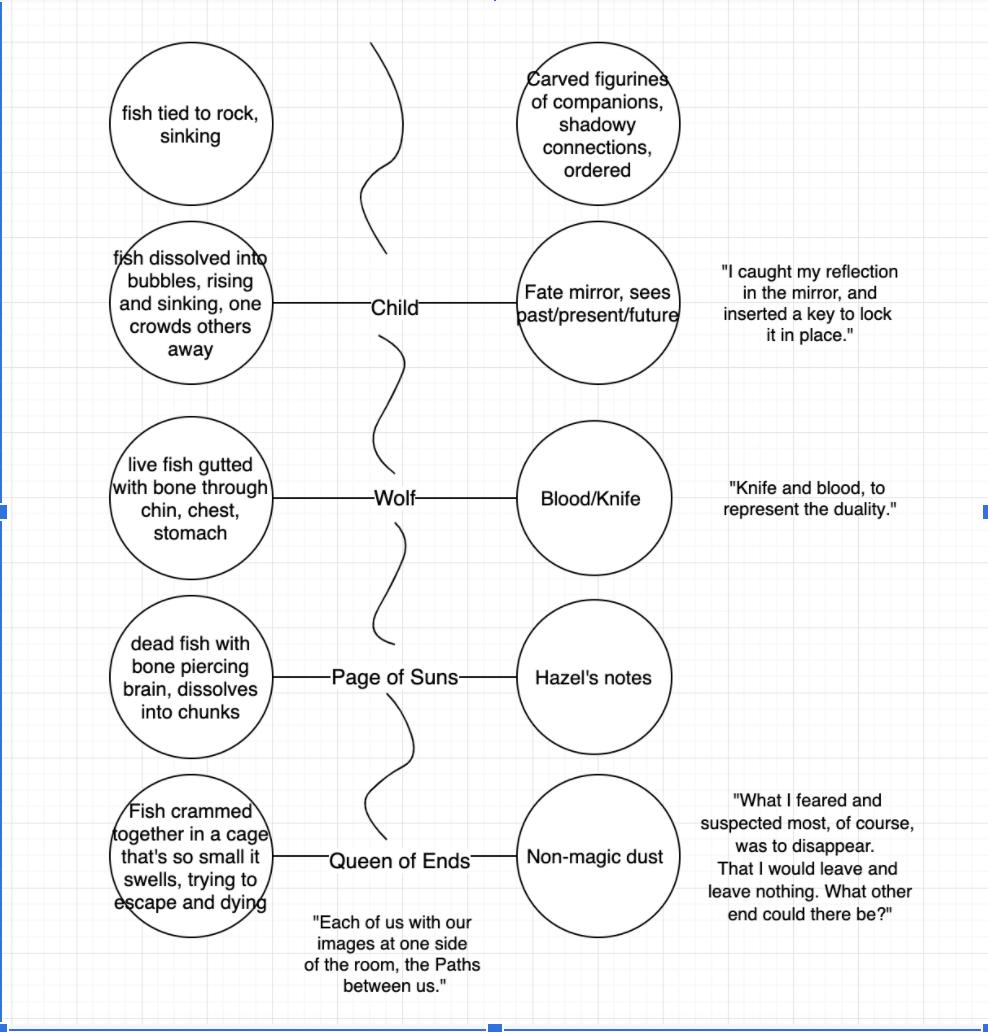 fish tied to rock,
sinking
Carved figurines
of companions,
shadowy
connections,
ordered
fish dissolved into
bubbles, rising
and sinking, one
crowds others
away
Child
Fate mirror, sees
past/present/future
"I caught my reflection
in the mirror, and
inserted a key to lock
it in place."
live fish gutted
with bone through
chin, chest,
stomach
Wolf
Blood/Knife
"Knife and blood, to
represent the duality."
dead fish with
bone piercing
brain, dissolves
into chunks
Page of Suns
Hazel's notes
Fish crammed
together in a cage
that's so small it
swells, trying to
escape and dying
Queen of Ends
Non-magic dust
"What I feared and
suspected most, of course,
was to disappear.
That I would leave and
leave nothing. What other
end could there be?"
"Each of us with our
images at one side
of the room, the Paths
between us."